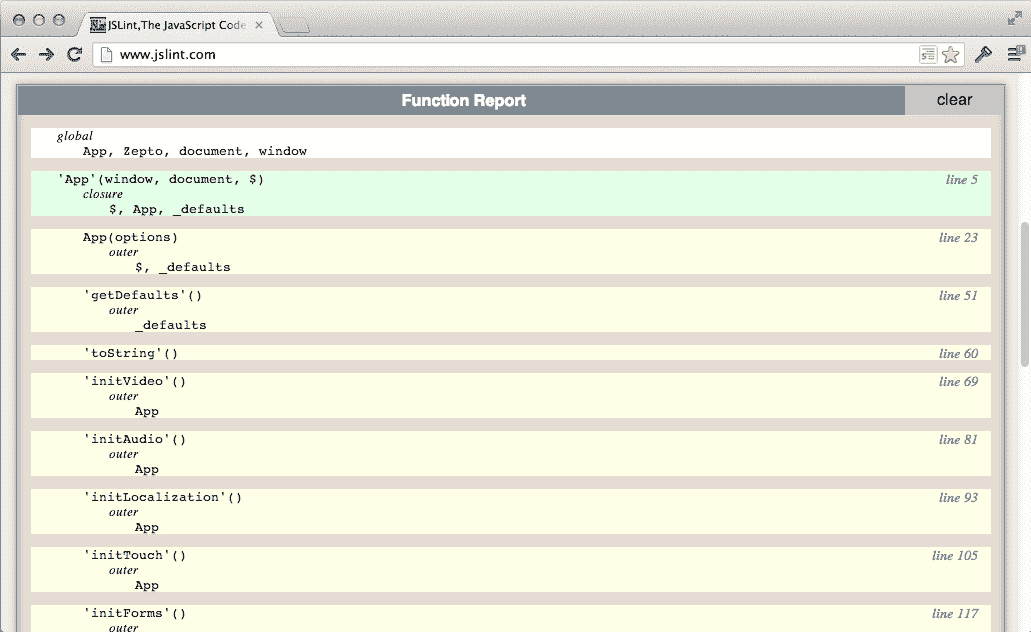 JSLint,The JavaScript Code
www.jslint.com
Function Report
clear
global
App, Zepto, document, window
'App'(window, document, $) line 5
closure
$, App, _defaults
App(options) line 23
outer
$, _defaults
'getDefaults'() line 51
outer
_defaults
'toString'() line 60
'initVideo'() line 69
outer
App
'initAudio'() line 81
outer
App
'initLocalization'() line 93
outer
App
'initTouch'() line 105
outer
App
'initForms'() line 117
outer